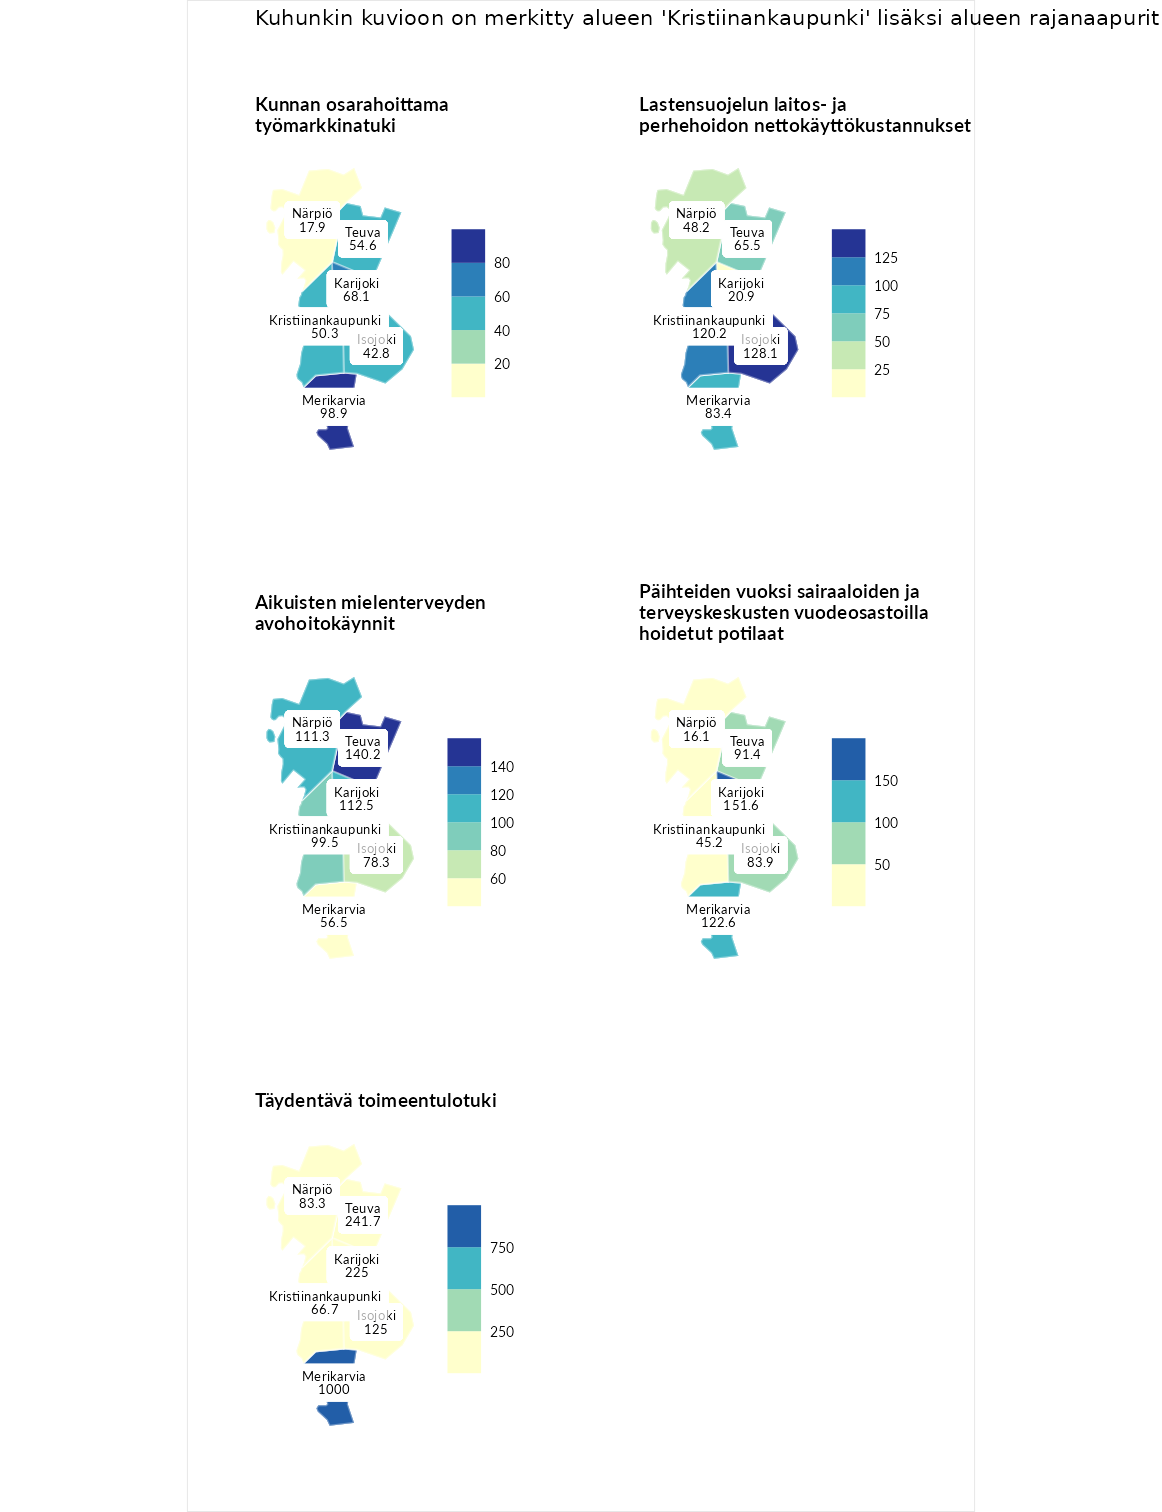 Kuhunkin kuvioon on merkitty alueen 'Kristiinankaupunki' lisäksi alueen rajanaapurit
Kunnan osarahoittama
työmarkkinatuki
Närpiö
17.9
Teuva
54.6
Karijoki
68.1
Kristiinankaupunki
50.3
Isojoki
42.8
Merikarvia
98.9
80
60
40
20
Lastensuojelun laitos- ja
perhehoidon nettokäyttökustannukset
Närpiö
48.2
Teuva
65.5
Karijoki
20.9
Kristiinankaupunki
120.2
Isojoki
128.1
Merikarvia
83.4
125
100
75
50
25
Aikuisten mielenterveyden
avohoitokäynnit
Närpiö
111.3
Teuva
140.2
Karijoki
112.5
Kristiinankaupunki
99.5
Isojoki
78.3
Merikarvia
56.5
140
120
100
80
60
Päihteiden vuoksi sairaaloiden ja
terveyskeskusten vuodeosastoilla
hoidetut potilaat
Närpiö
16.1
Teuva
91.4
Karijoki
151.6
Kristiinankaupunki
45.2
Isojoki
83.9
Merikarvia
122.6
150
100
50
Täydentävä toimeentulotuki
Närpiö
83.3
Teuva
241.7
Karijoki
225
Kristiinankaupunki
66.7
Isojoki
125
Merikarvia
1000
750
500
250